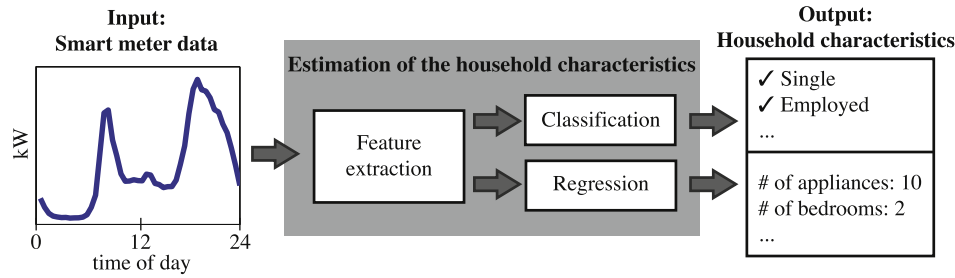 Input:
Smart meter data
kW
0
12
24
time of day
Estimation of the household characteristics
Feature
extraction
Classification
Regression
Output:
Household characteristics
✓ Single
✓ Employed
...
# of appliances: 10
# of bedrooms: 2
...